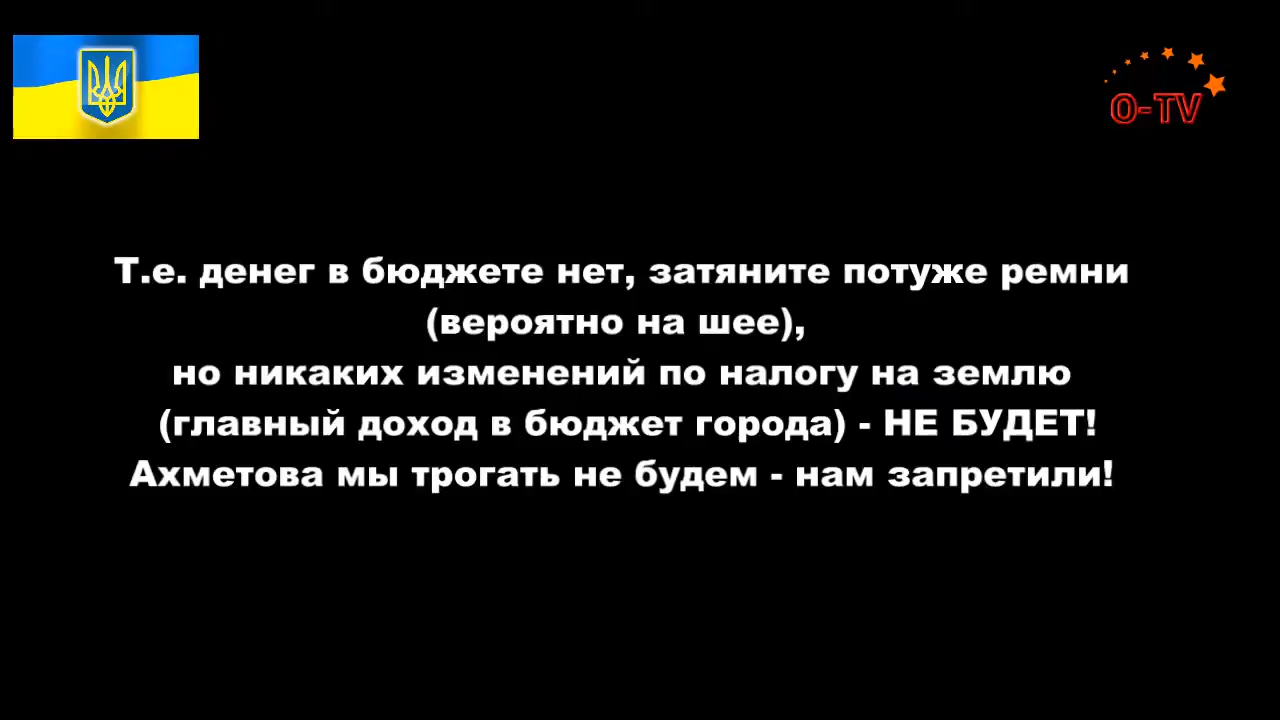 O-TV
Т.е. денег в бюджете нет, затяните потуже ремни
(вероятно на шее),
но никаких изменений по налогу на землю
(главный доход в бюджет города) - НЕ БУДЕТ!
Ахметова мы трогать не будем - нам запретили!